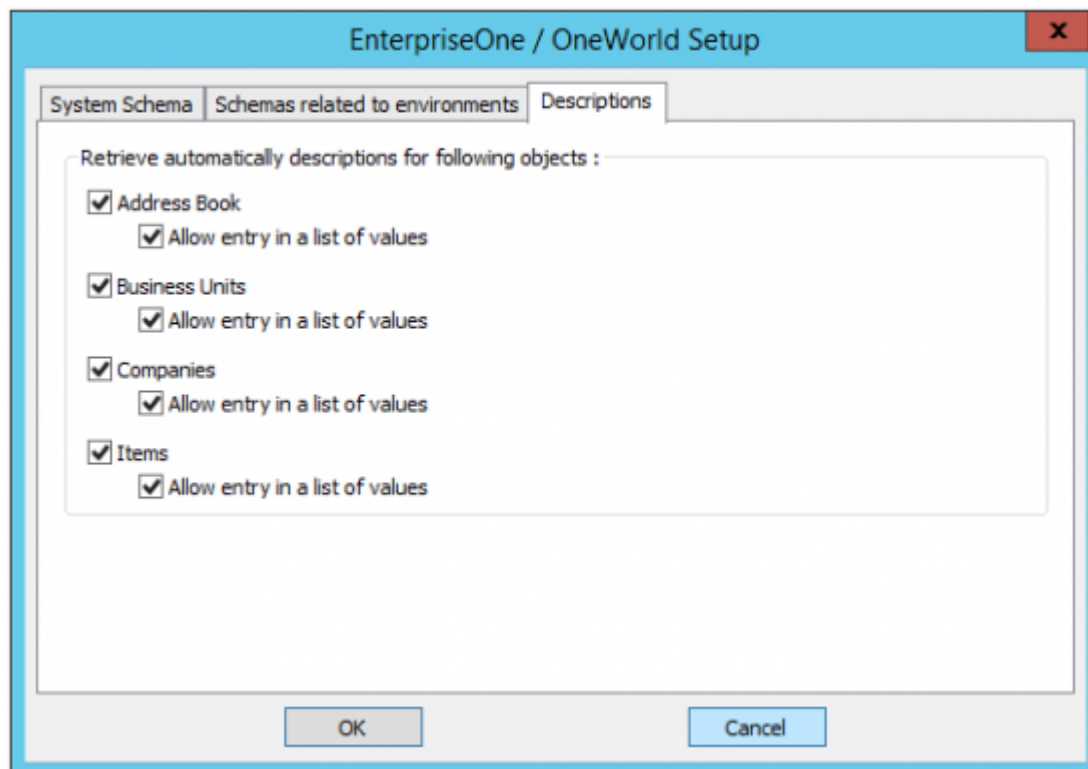 EnterpriseOne / OneWorld Setup
x
System Schema Schemas related to environments Descriptions
Retrieve automatically descriptions for following objects :
Address Book
Allow entry in a list of values
Business Units
Allow entry in a list of values
Companies
Allow entry in a list of values
Items
Allow entry in a list of values
OK Cancel